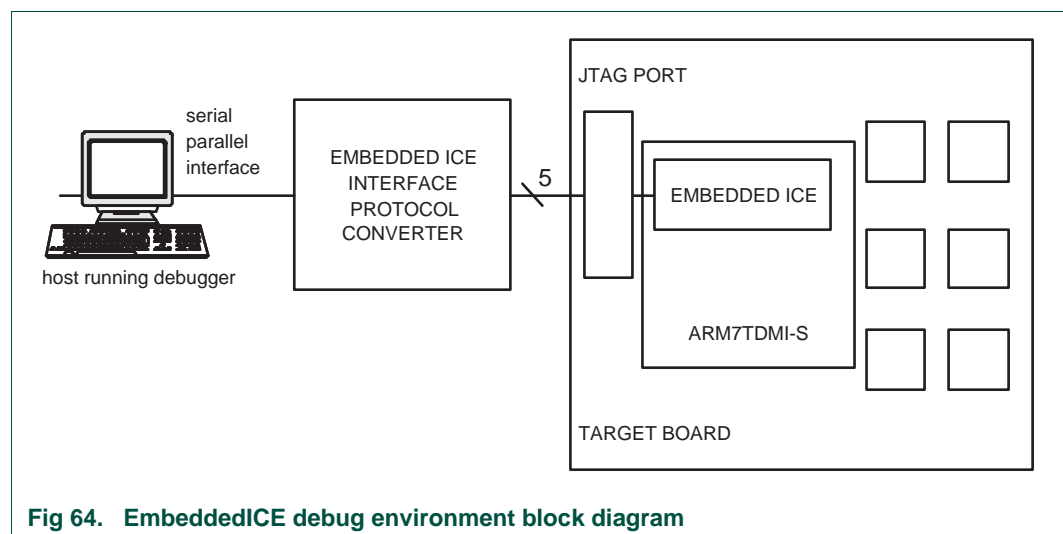 JTAG PORT
serial
parallel
interface
EMBEDDED ICE
INTERFACE
PROTOCOL
CONVERTER
5
EMBEDDED ICE
host running debugger
ARM7TDMI-S
TARGET BOARD
Fig 64. EmbeddedICE debug environment block diagram